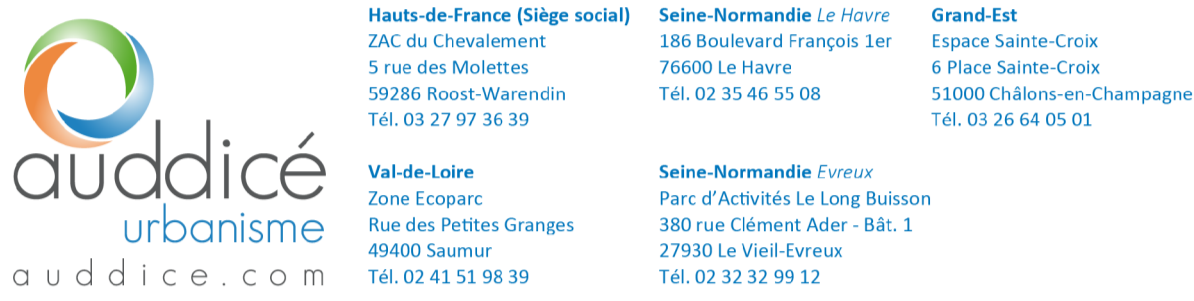 auddicé
urbanisme
auddice.com
Hauts-de-France (Siège social)
ZAC du Chevalement
5 rue des Molettes
59286 Roost-Warendin
Tél. 03 27 97 36 39
Seine-Normandie Le Havre
186 Boulevard François 1er
76600 Le Havre
Tél. 02 35 46 55 08
Grand-Est
Espace Sainte-Croix
6 Place Sainte-Croix
51000 Châlons-en-Champagne
Tél. 03 26 64 05 01
Val-de-Loire
Zone Ecoparc
Rue des Petites Granges
49400 Saumur
Tél. 02 41 51 98 39
Seine-Normandie Evreux
Parc d’Activités Le Long Buisson
380 rue Clément Ader - Bât. 1
27930 Le Vieil-Evreux
Tél. 02 32 32 99 12